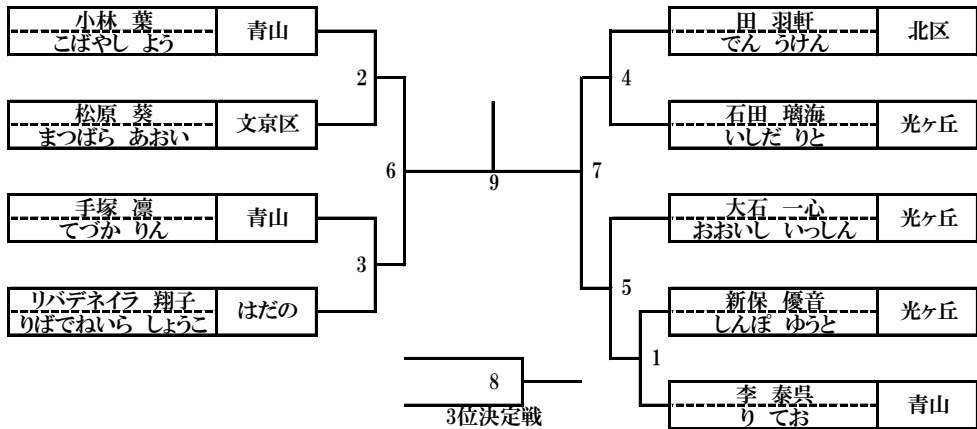 小林 葉
こばやし よう
青山
2
松原 葵
まつばら あおい
文京区
6
手塚 凛
てづか りん
青山
3
リバデネイラ 翔子
りばでねいら しょうこ
はだの
9
田 羽軒
でん うけん
北区
4
石田 璃海
いしだ りと
光ヶ丘
7
大石 一心
おおいし いっしん
光ヶ丘
5
新保 優音
しんぽ ゆうと
光ヶ丘
1
李 泰呉
り てお
青山
8
3位決定戦